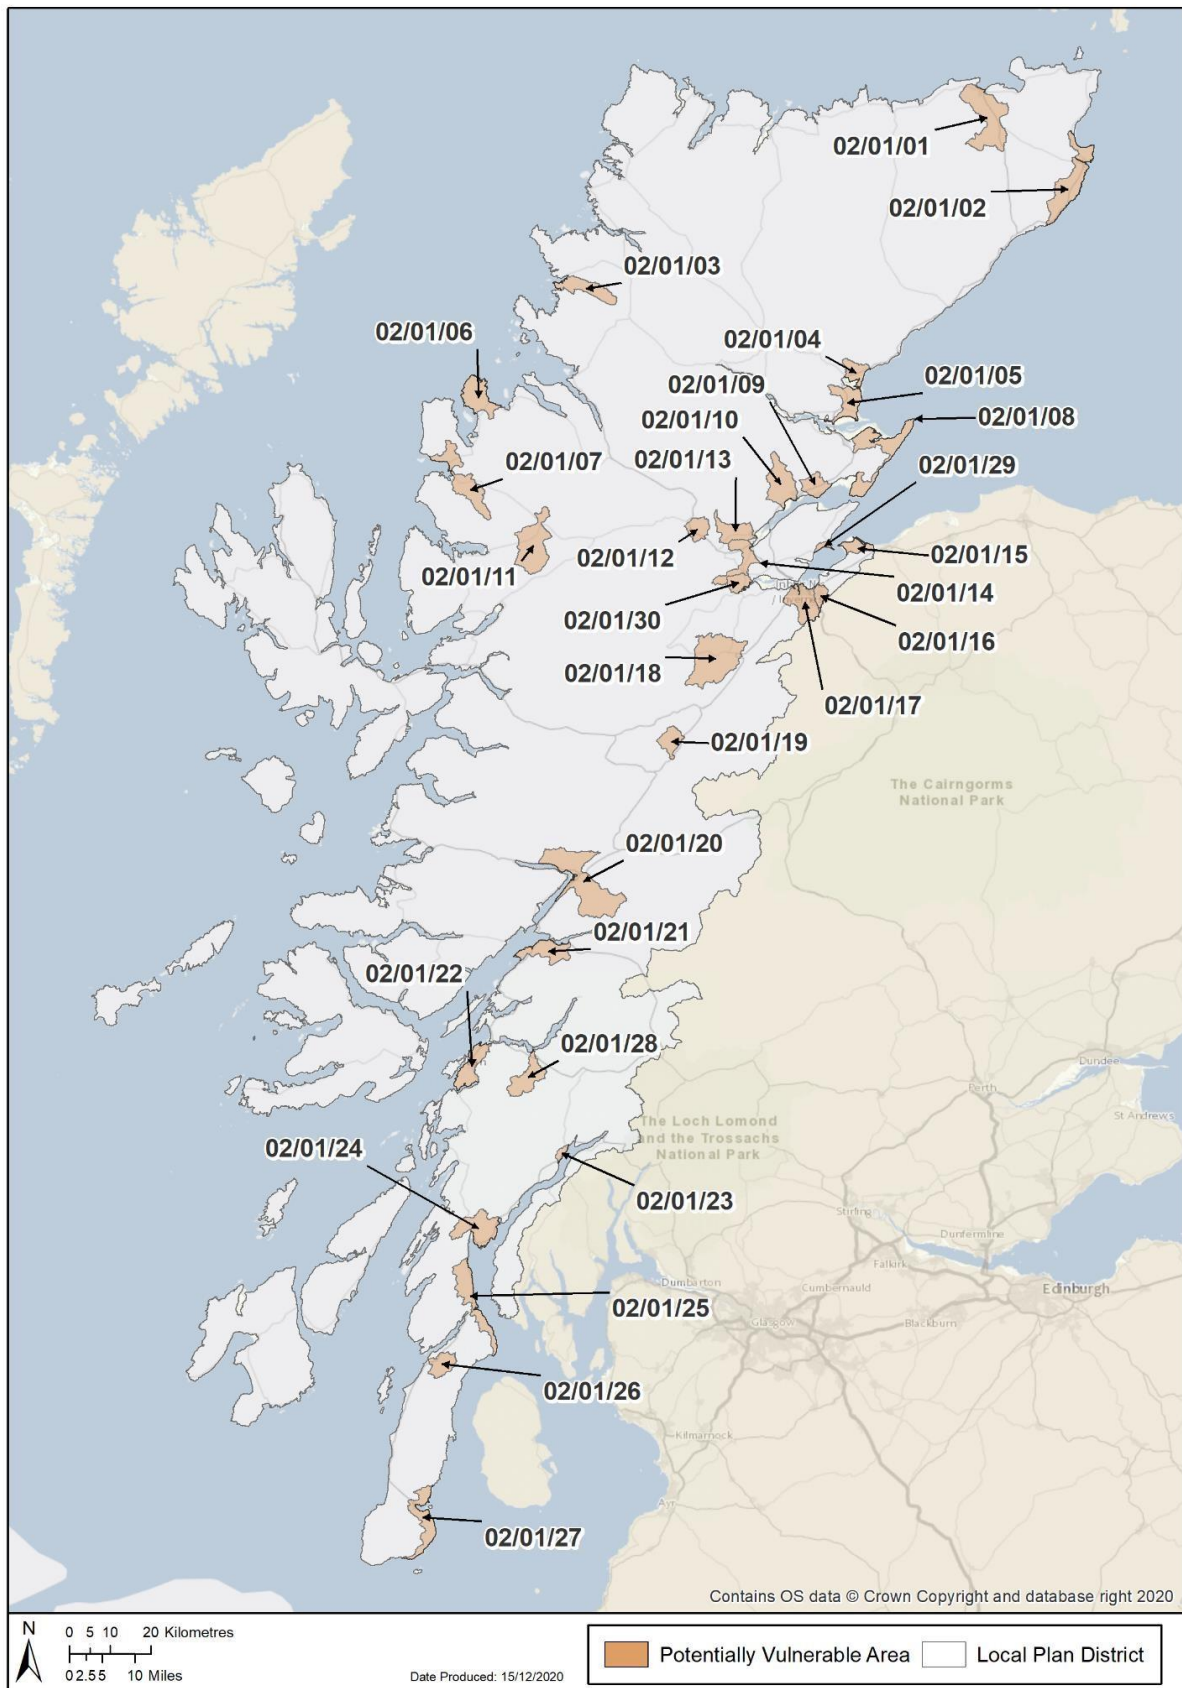 02/01/01
02/01/02
02/01/03
02/01/06
02/01/04
02/01/09
02/01/05
02/01/10
02/01/08
02/01/13
02/01/07
02/01/29
02/01/12
02/01/15
02/01/11
02/01/14
02/01/30
02/01/16
02/01/18
02/01/17
02/01/19
The Cairngorms
National Park
02/01/20
02/01/21
02/01/22
02/01/28
Dundee
Perth
St Andrews
The Loch Lomond
and the Trossachs
National Park
02/01/24
02/01/23
Stirling
Dunfermline
Falkirk
Dumbarton
Cumbernauld
Edinburgh
02/01/25
Glasgow
Blackburn
02/01/26
Kilmarnock
Ayr
02/01/27
Contains OS data © Crown Copyright and database right 2020
N
0 5 10 20 Kilometres
0 2.5 5 10 Miles
Date Produced: 15/12/2020
Potentially Vulnerable Area
Local Plan District